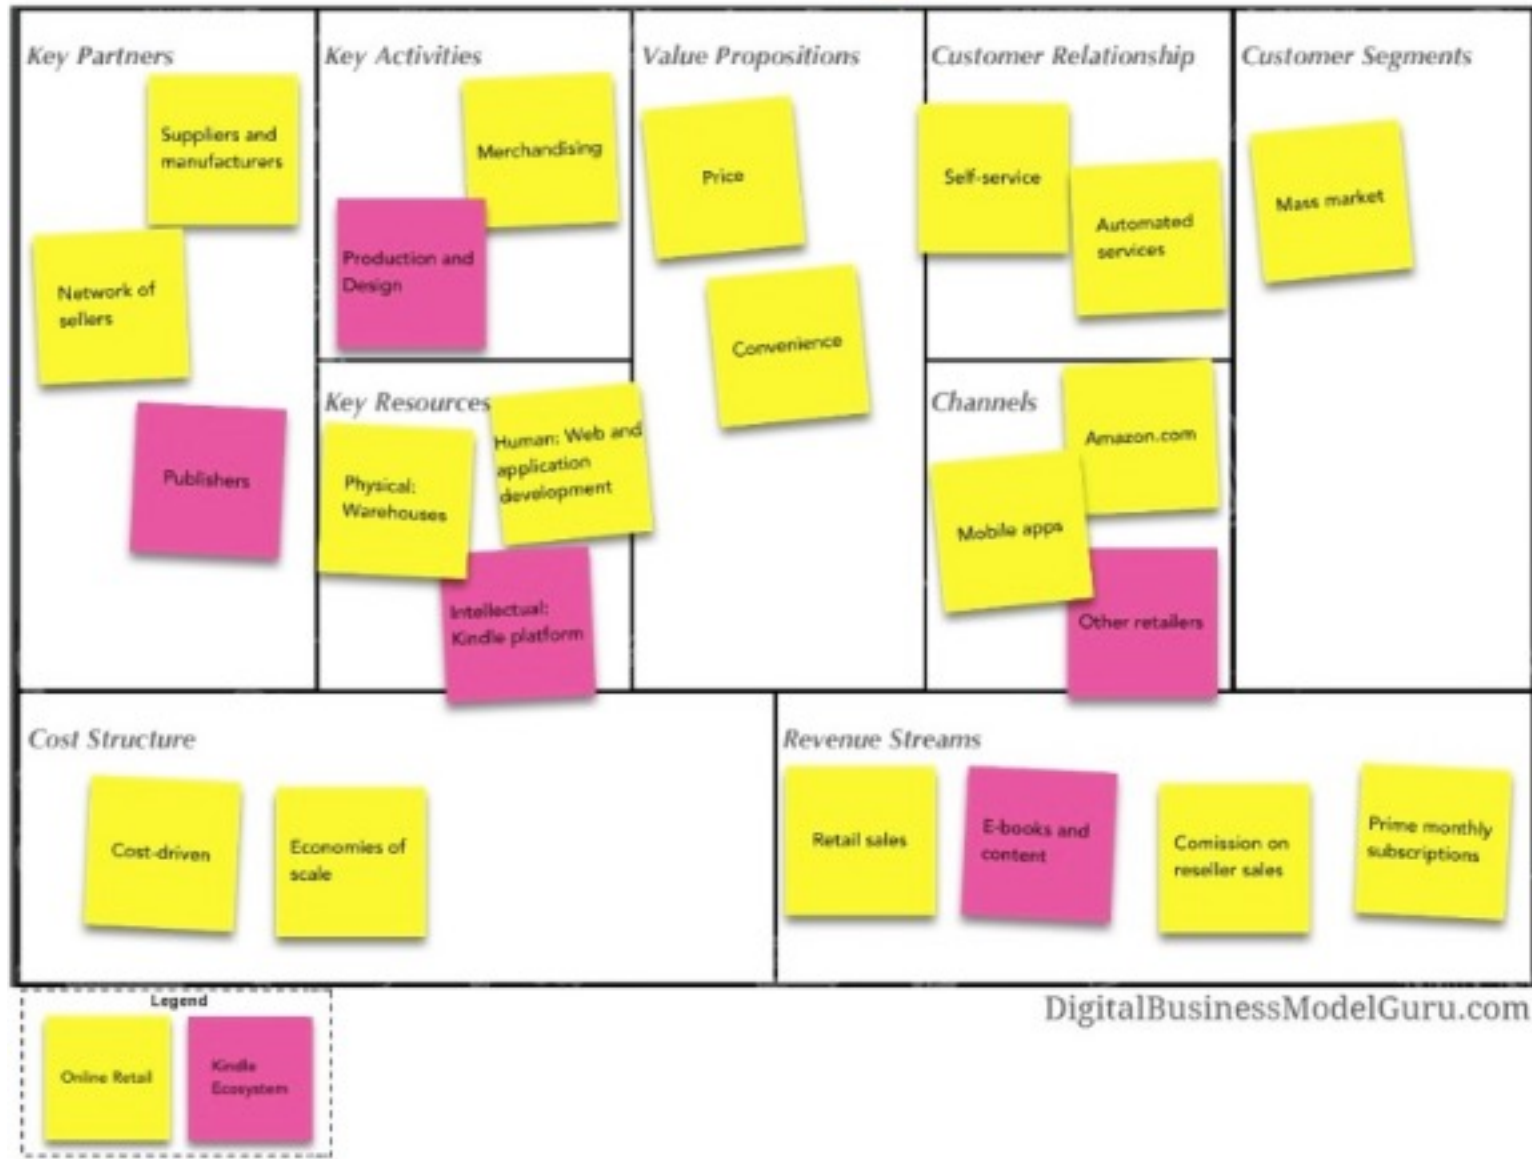 Key Partners
Suppliers and
manufacturers
Network of
sellers
Publishers
Key Activities
Merchandising
Production and
Design
Key Resources
Human: Web and
application
development
Physical:
Warehouses
Intellectual:
Kindle platform
Value Propositions
Price
Convenience
Customer Relationship
Self-service
Automated
services
Channels
Amazon.com
Mobile apps
Other retailers
Customer Segments
Mass market
Cost Structure
Cost-driven
Economies of
scale
Revenue Streams
Retail sales
E-books and
content
Comission on
reseller sales
Prime monthly
subscriptions
Legend
Online Retail
Kindle
Ecosystem
DigitalBusinessModelGuru.com